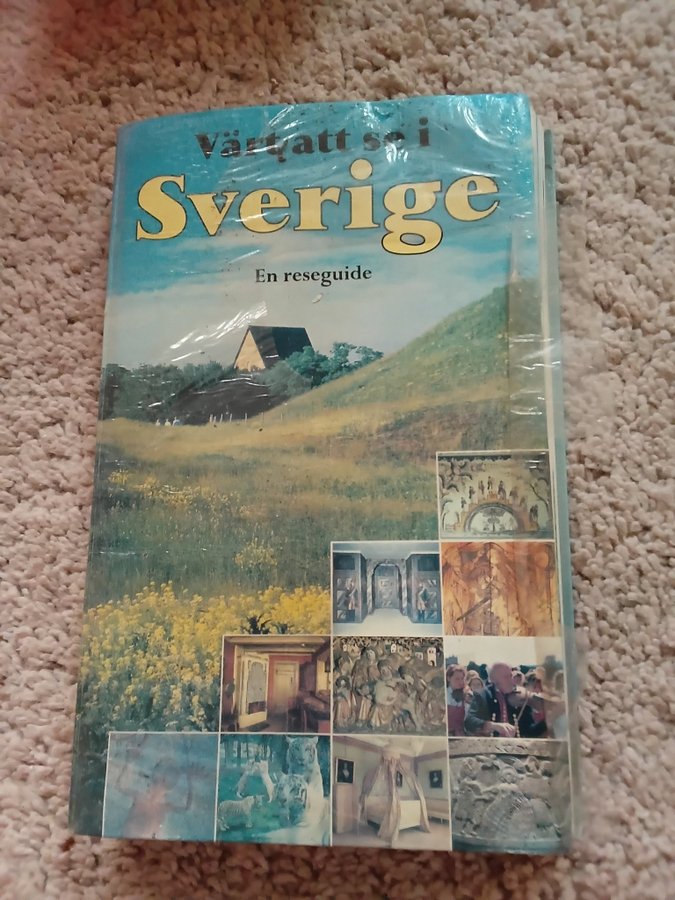 Värt att se i
Sverige
En reseguide